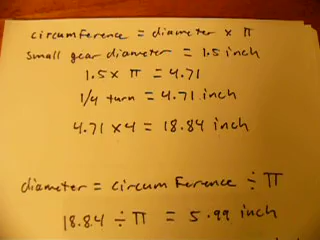 circumference = diameter x π
small gear diameter = 1.5 inch
1.5 x π = 4.71
1/4 turn = 4.71 inch
4.71 x 4 = 18.84 inch
diameter = circumference ÷ π
18.84 ÷ π = 5.99 inch